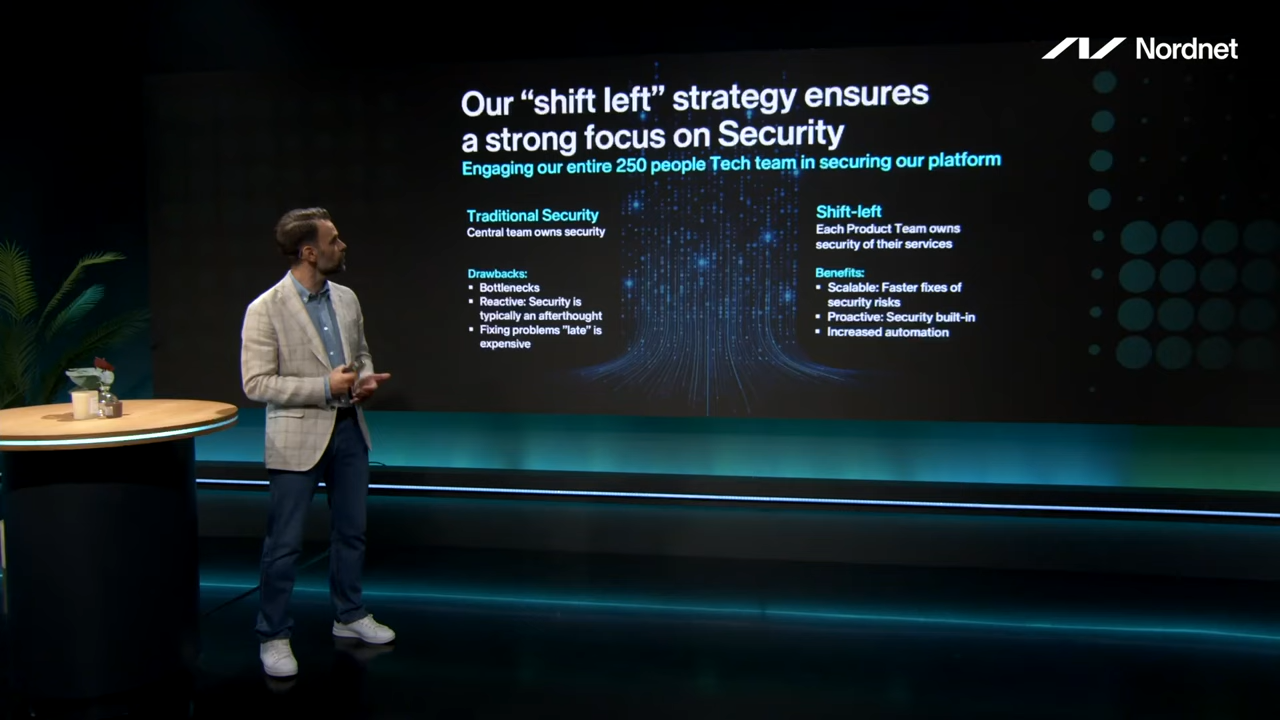 Nordnet
Our “shift left” strategy ensures
a strong focus on Security
Engaging our entire 250 people Tech team in securing our platform
Traditional Security
Central team owns security
Drawbacks:
▪ Bottlenecks
▪ Reactive: Security is
typically an afterthought
▪ Fixing problems ”late” is
expensive
Shift-left
Each Product Team owns
security of their services
Benefits:
▪ Scalable: Faster fixes of
security risks
▪ Proactive: Security built-in
▪ Increased automation